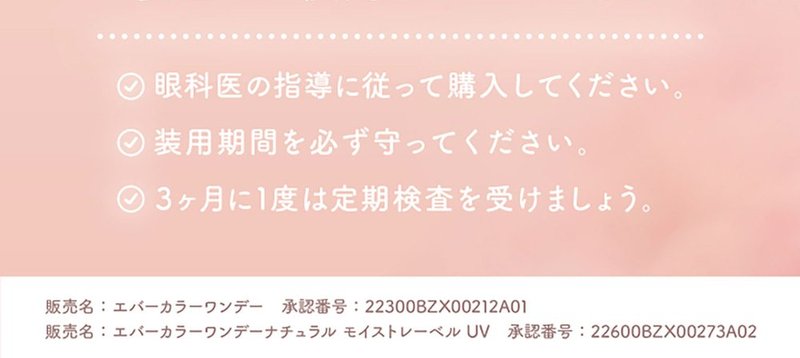 眼科医の指導に従って購入してください。
装用期間を必ず守ってください。
3ヶ月に1度は定期検査を受けましょう。
販売名：エバーカラーワンデー　承認番号：22300BZX00212A01
販売名：エバーカラーワンデーナチュラル モイストレーベル UV　承認番号：22600BZX00273A02